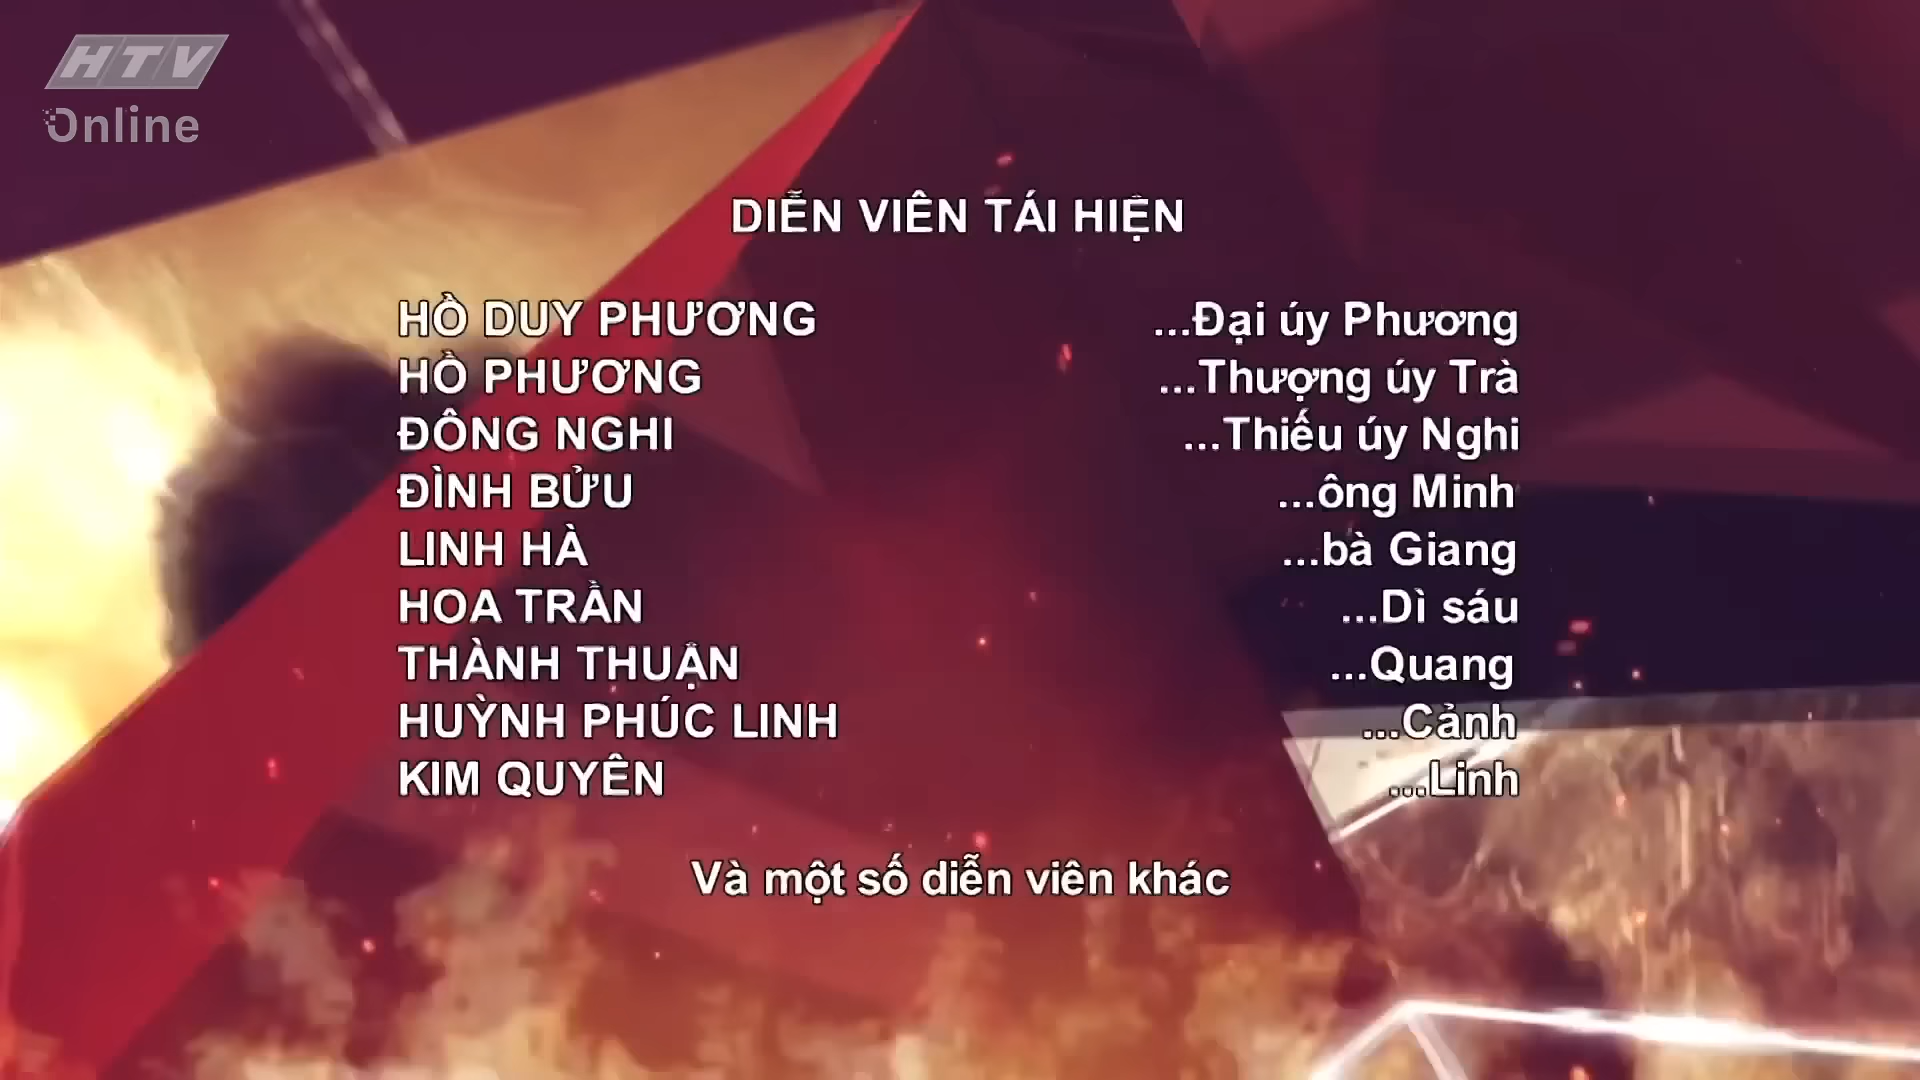 HTV
Online
DIỄN VIÊN TÁI HIỆN
HỒ DUY PHƯƠNG ...Đại úy Phương
HỒ PHƯƠNG ...Thượng úy Trà
ĐÔNG NGHI ...Thiếu úy Nghi
ĐÌNH BỬU ...ông Minh
LINH HÀ ...bà Giang
HOA TRẦN ...Dì sáu
THÀNH THUẬN ...Quang
HUỲNH PHÚC LINH ...Cảnh
KIM QUYÊN ...Linh
Và một số diễn viên khác